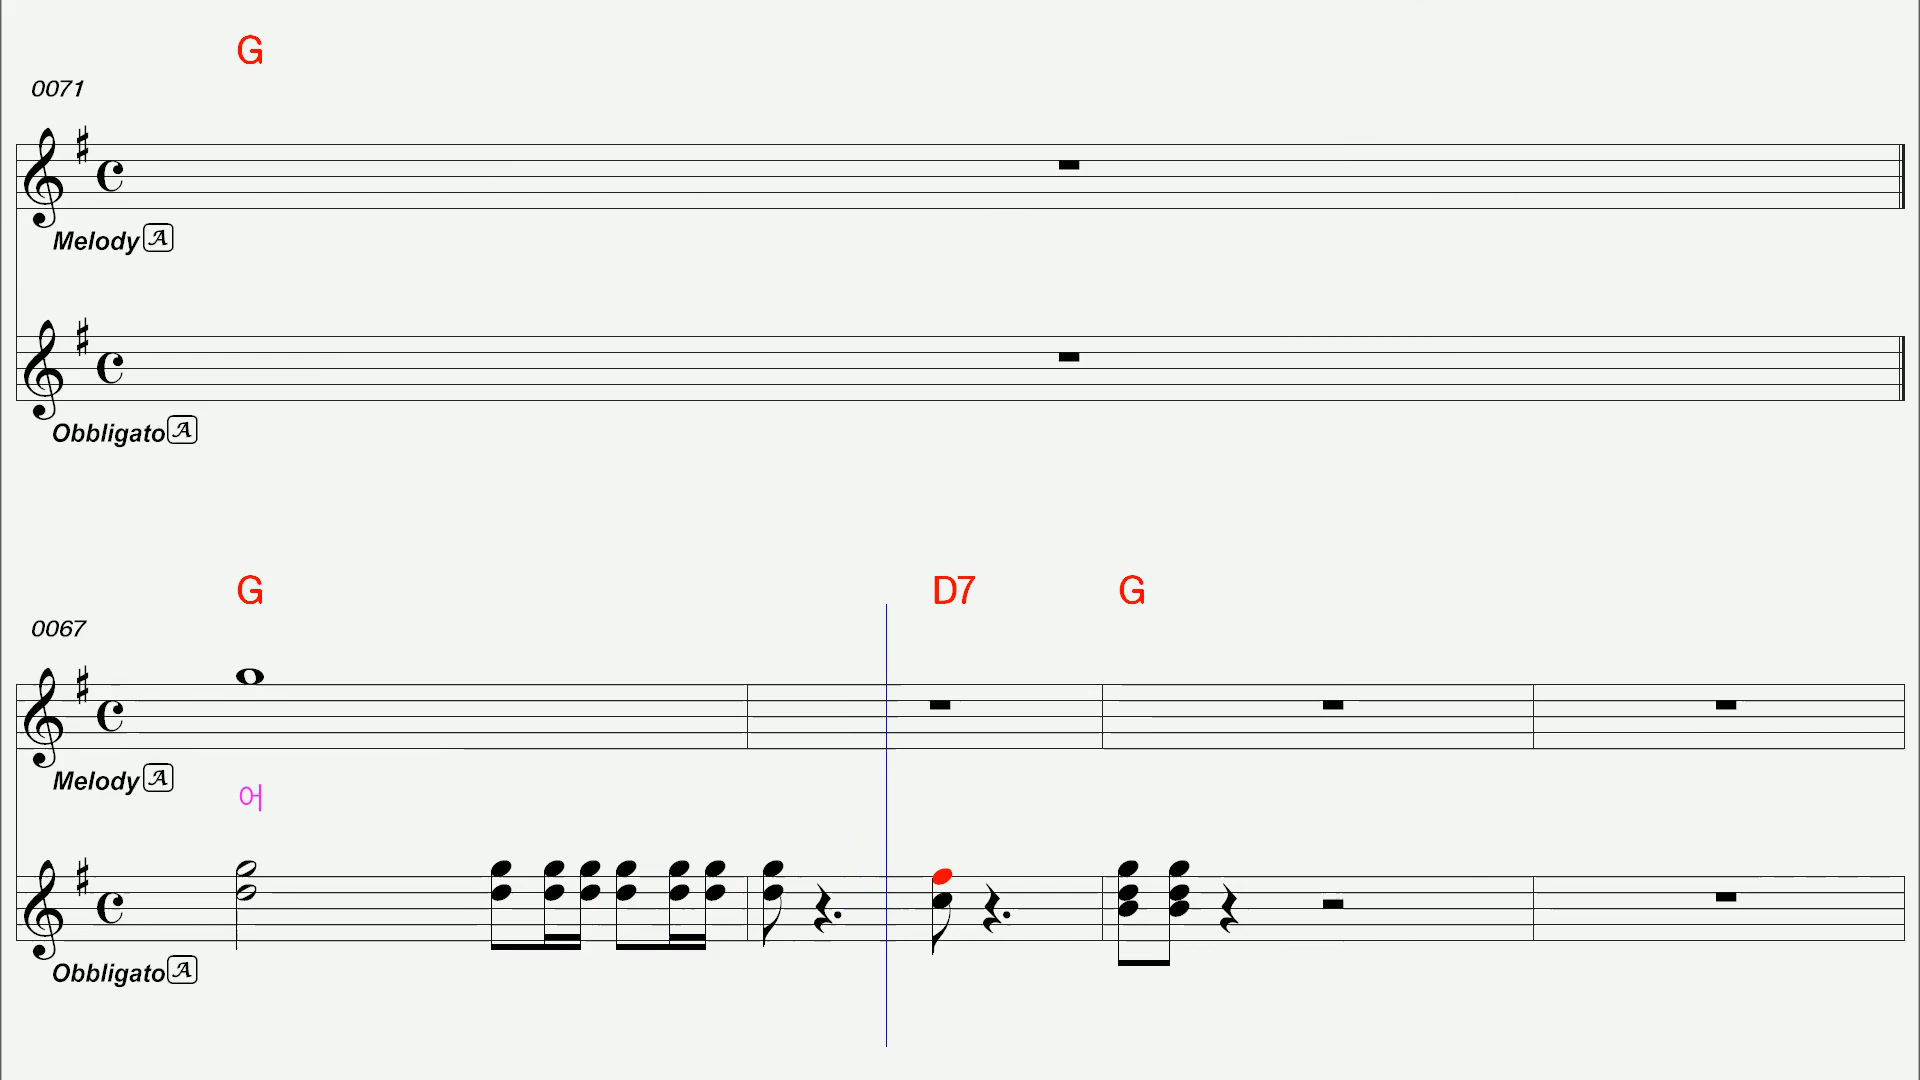 G
0071
Melody A
Obbligato A
G D7 G
0067
Melody A
어
Obbligato A